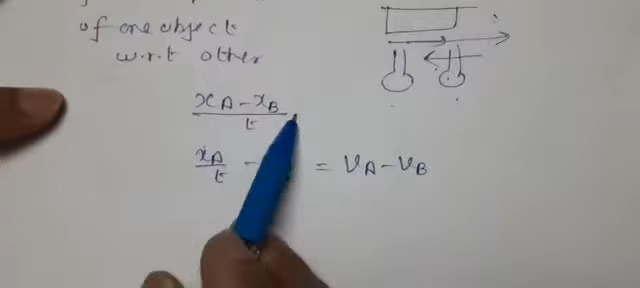 of one object
w.r.t other
xA - xB
t
xA
t
-
= VA - VB